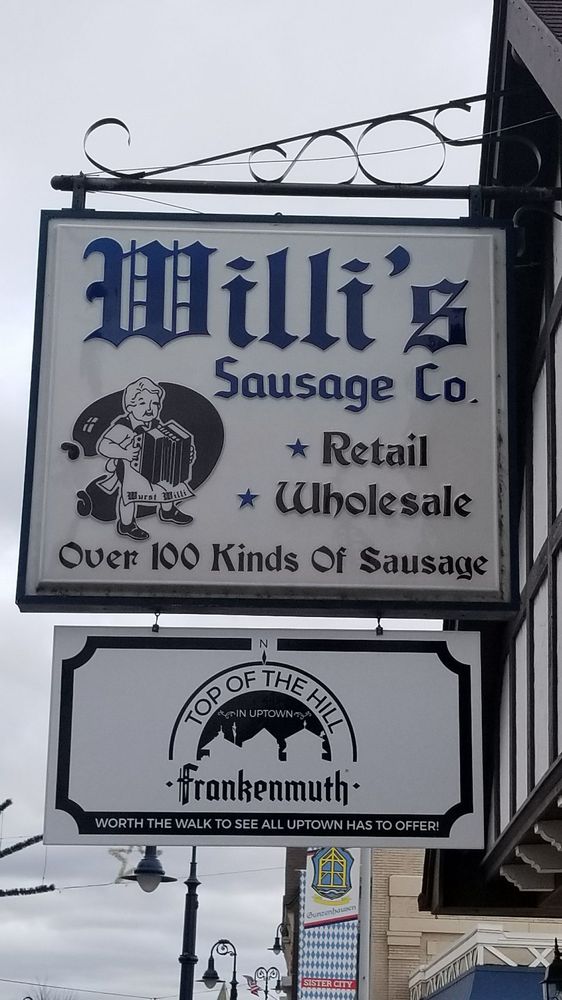 Willi's
Sausage Co.
★ Retail
★ Wholesale
Wurst Willi
Over 100 Kinds Of Sausage
N
TOP OF THE HILL
IN UPTOWN
·Frankenmuth·
WORTH THE WALK TO SEE ALL UPTOWN HAS TO OFFER!
Gunzenhausen
SISTER CITY